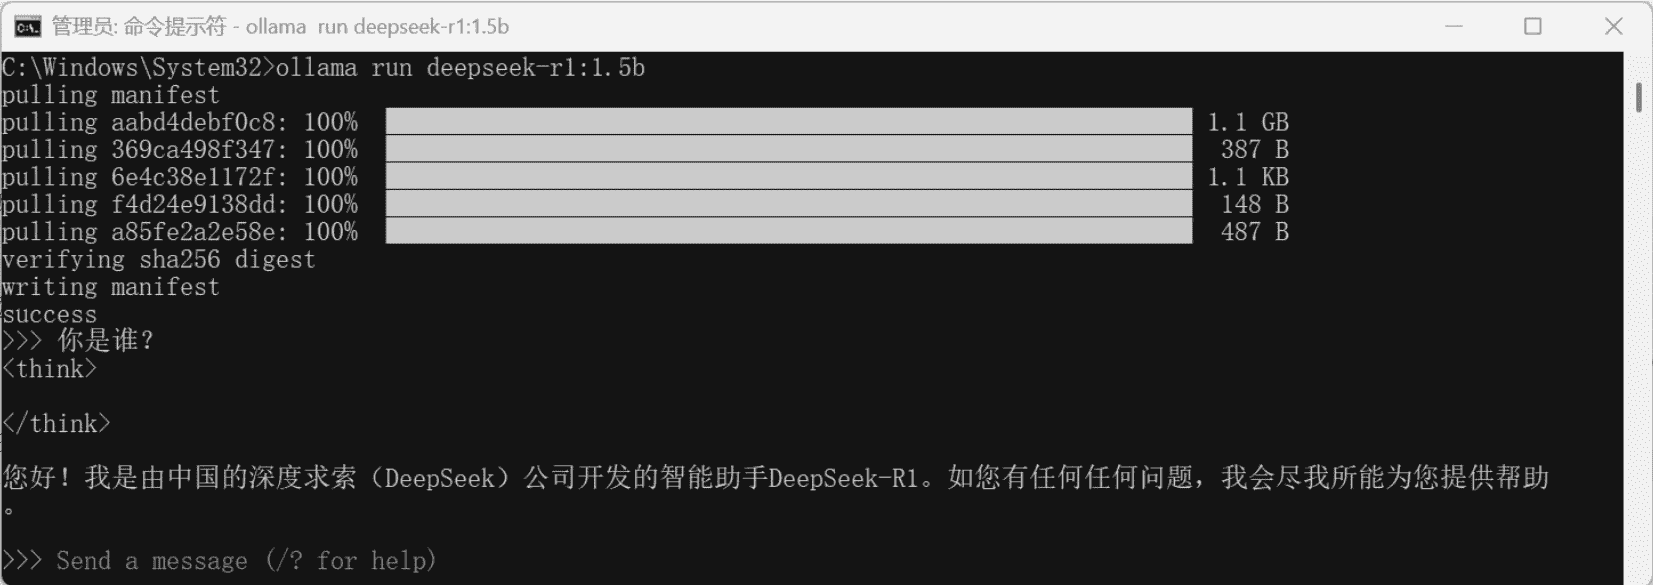 管理员: 命令提示符 - ollama  run deepseek-r1:1.5b
C:\Windows\System32>ollama run deepseek-r1:1.5b
pulling manifest
pulling aabd4debf0c8: 100% 1.1 GB
pulling 369ca498f347: 100% 387 B
pulling 6e4c38e1172f: 100% 1.1 KB
pulling f4d24e9138dd: 100% 148 B
pulling a85fe2a2e58e: 100% 487 B
verifying sha256 digest
writing manifest
success
>>> 你是谁?
<think>
</think>
您好！我是由中国的深度求索（DeepSeek）公司开发的智能助手DeepSeek-R1。如您有任何任何问题，我会尽我所能为您提供帮助
。
>>> Send a message (/? for help)